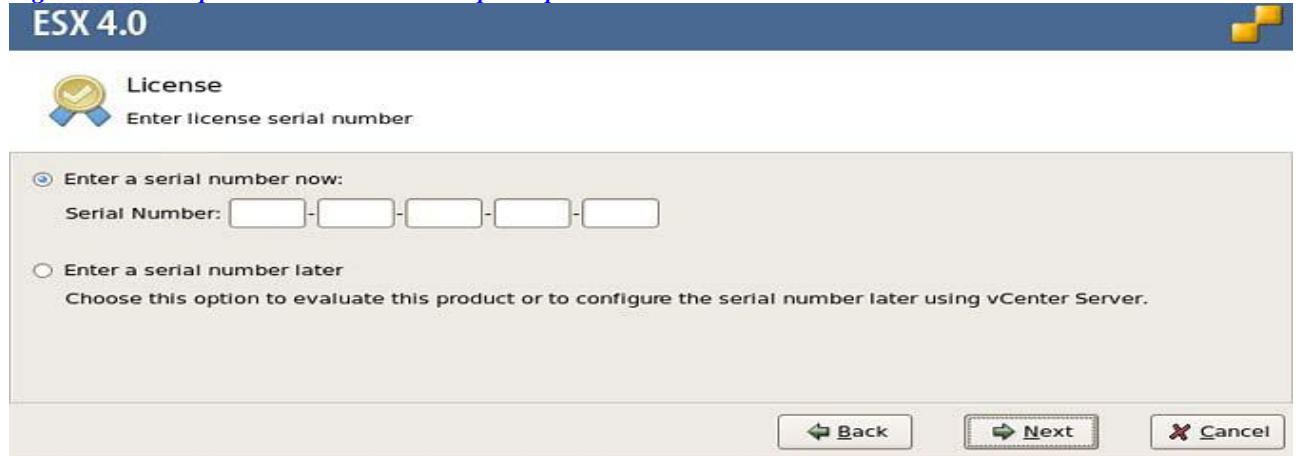 ESX 4.0
License
Enter license serial number
Enter a serial number now:
Serial Number: - - - -
Enter a serial number later
Choose this option to evaluate this product or to configure the serial number later using vCenter Server.
Back Next Cancel